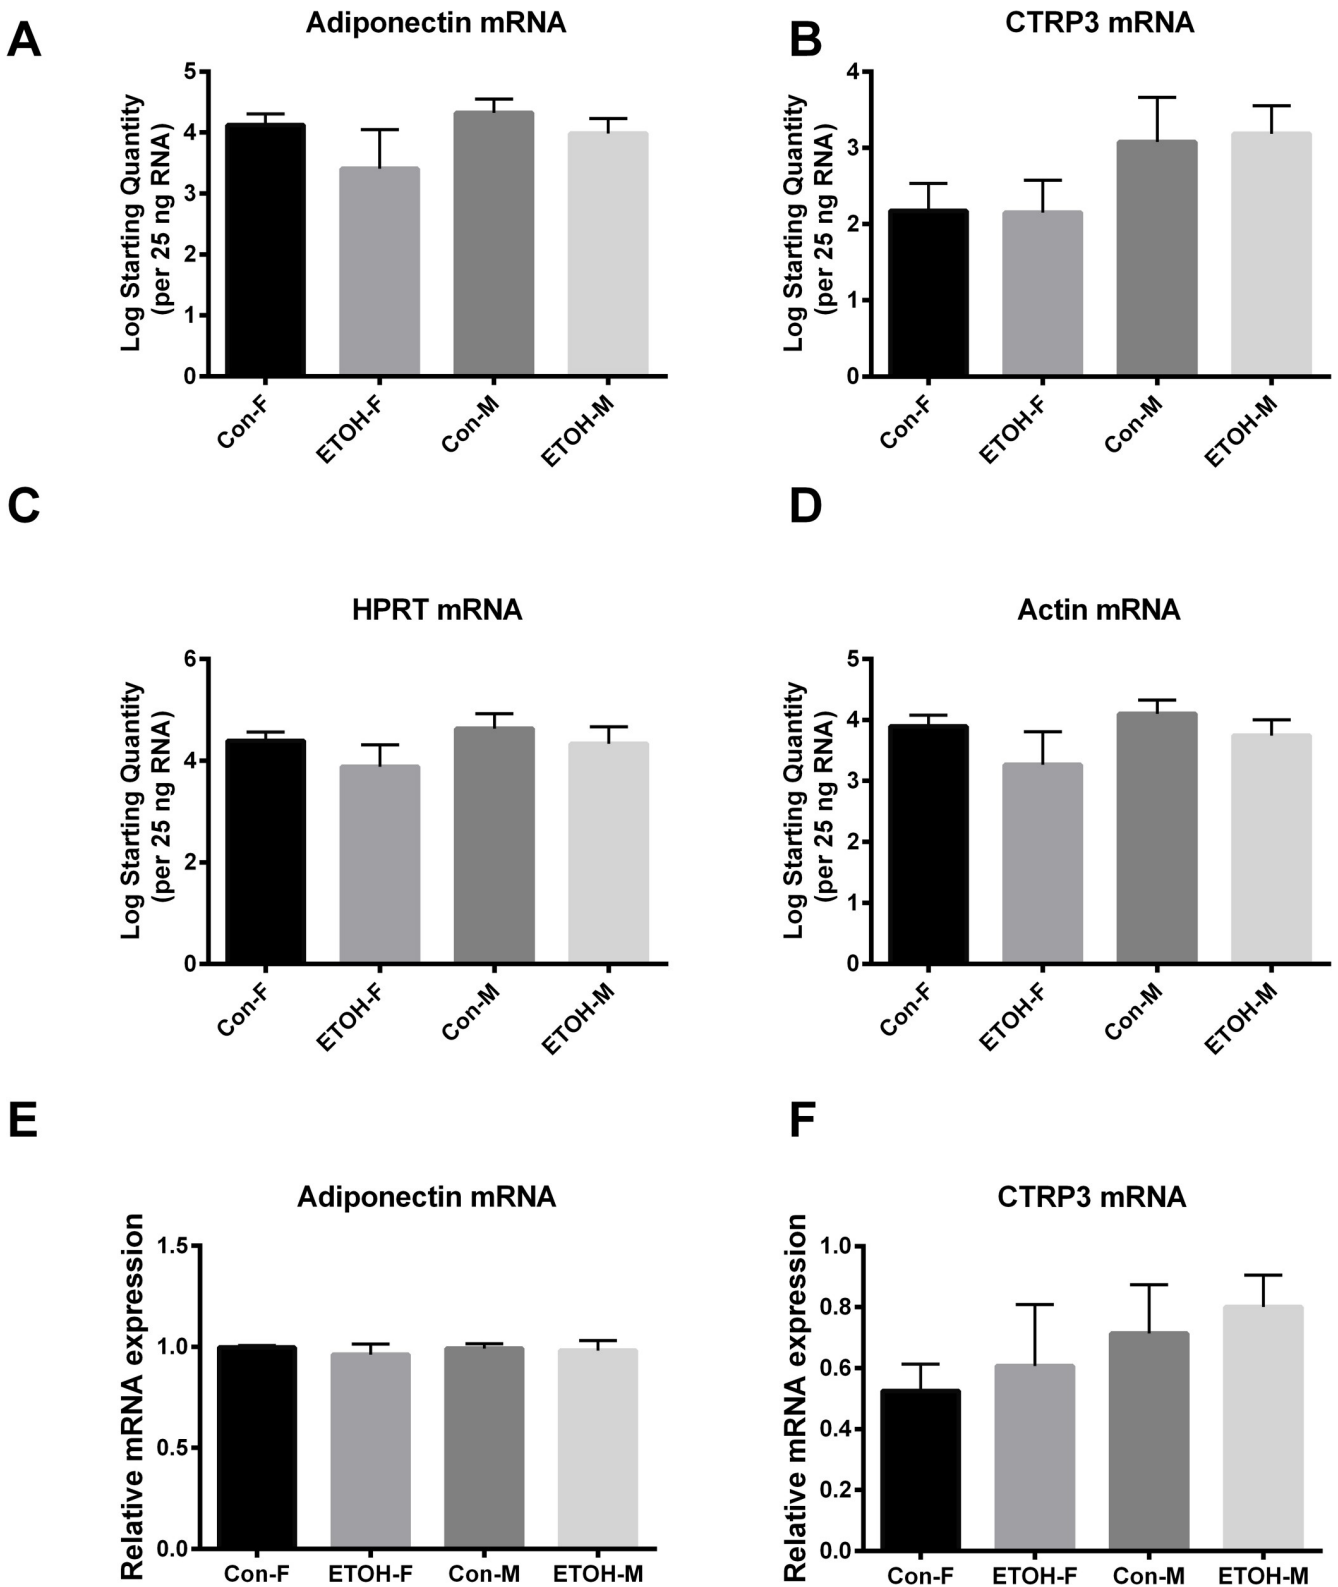 A
Adiponectin mRNA
Log Starting Quantity
(per 25 ng RNA)
5
4
3
2
1
0
Con-F
ETOH-F
Con-M
ETOH-M
B
CTRP3 mRNA
Log Starting Quantity
(per 25 ng RNA)
4
3
2
1
0
Con-F
ETOH-F
Con-M
ETOH-M
C
HPRT mRNA
Log Starting Quantity
(per 25 ng RNA)
6
4
2
0
Con-F
ETOH-F
Con-M
ETOH-M
D
Actin mRNA
Log Starting Quantity
(per 25 ng RNA)
5
4
3
2
1
0
Con-F
ETOH-F
Con-M
ETOH-M
E
Adiponectin mRNA
Relative mRNA expression
1.5
1.0
0.5
0.0
Con-F
ETOH-F
Con-M
ETOH-M
F
CTRP3 mRNA
Relative mRNA expression
1.0
0.8
0.6
0.4
0.2
0.0
Con-F
ETOH-F
Con-M
ETOH-M